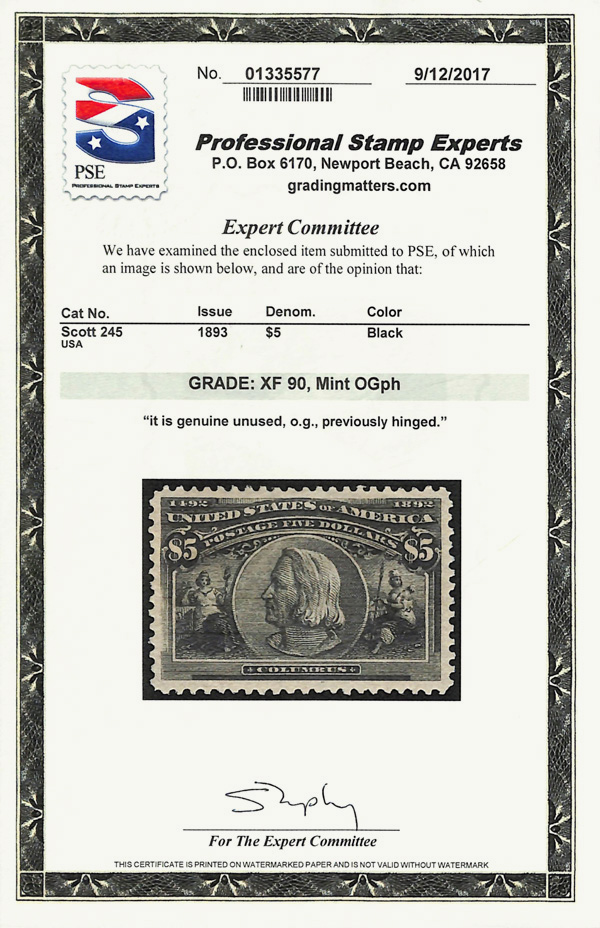 No. 01335577 9/12/2017
PSE
PROFESSIONAL STAMP EXPERTS
Professional Stamp Experts
P.O. Box 6170, Newport Beach, CA 92658
gradingmatters.com
Expert Committee
We have examined the enclosed item submitted to PSE, of which
an image is shown below, and are of the opinion that:
Cat No. Issue Denom. Color
Scott 245 1893 $5 Black
USA
GRADE: XF 90, Mint OGph
“it is genuine unused, o.g., previously hinged.”
1492 1892
UNITED STATES OF AMERICA
POSTAGE FIVE DOLLARS
$5 $5
COLUMBUS
For The Expert Committee
THIS CERTIFICATE IS PRINTED ON WATERMARKED PAPER AND IS NOT VALID WITHOUT WATERMARK